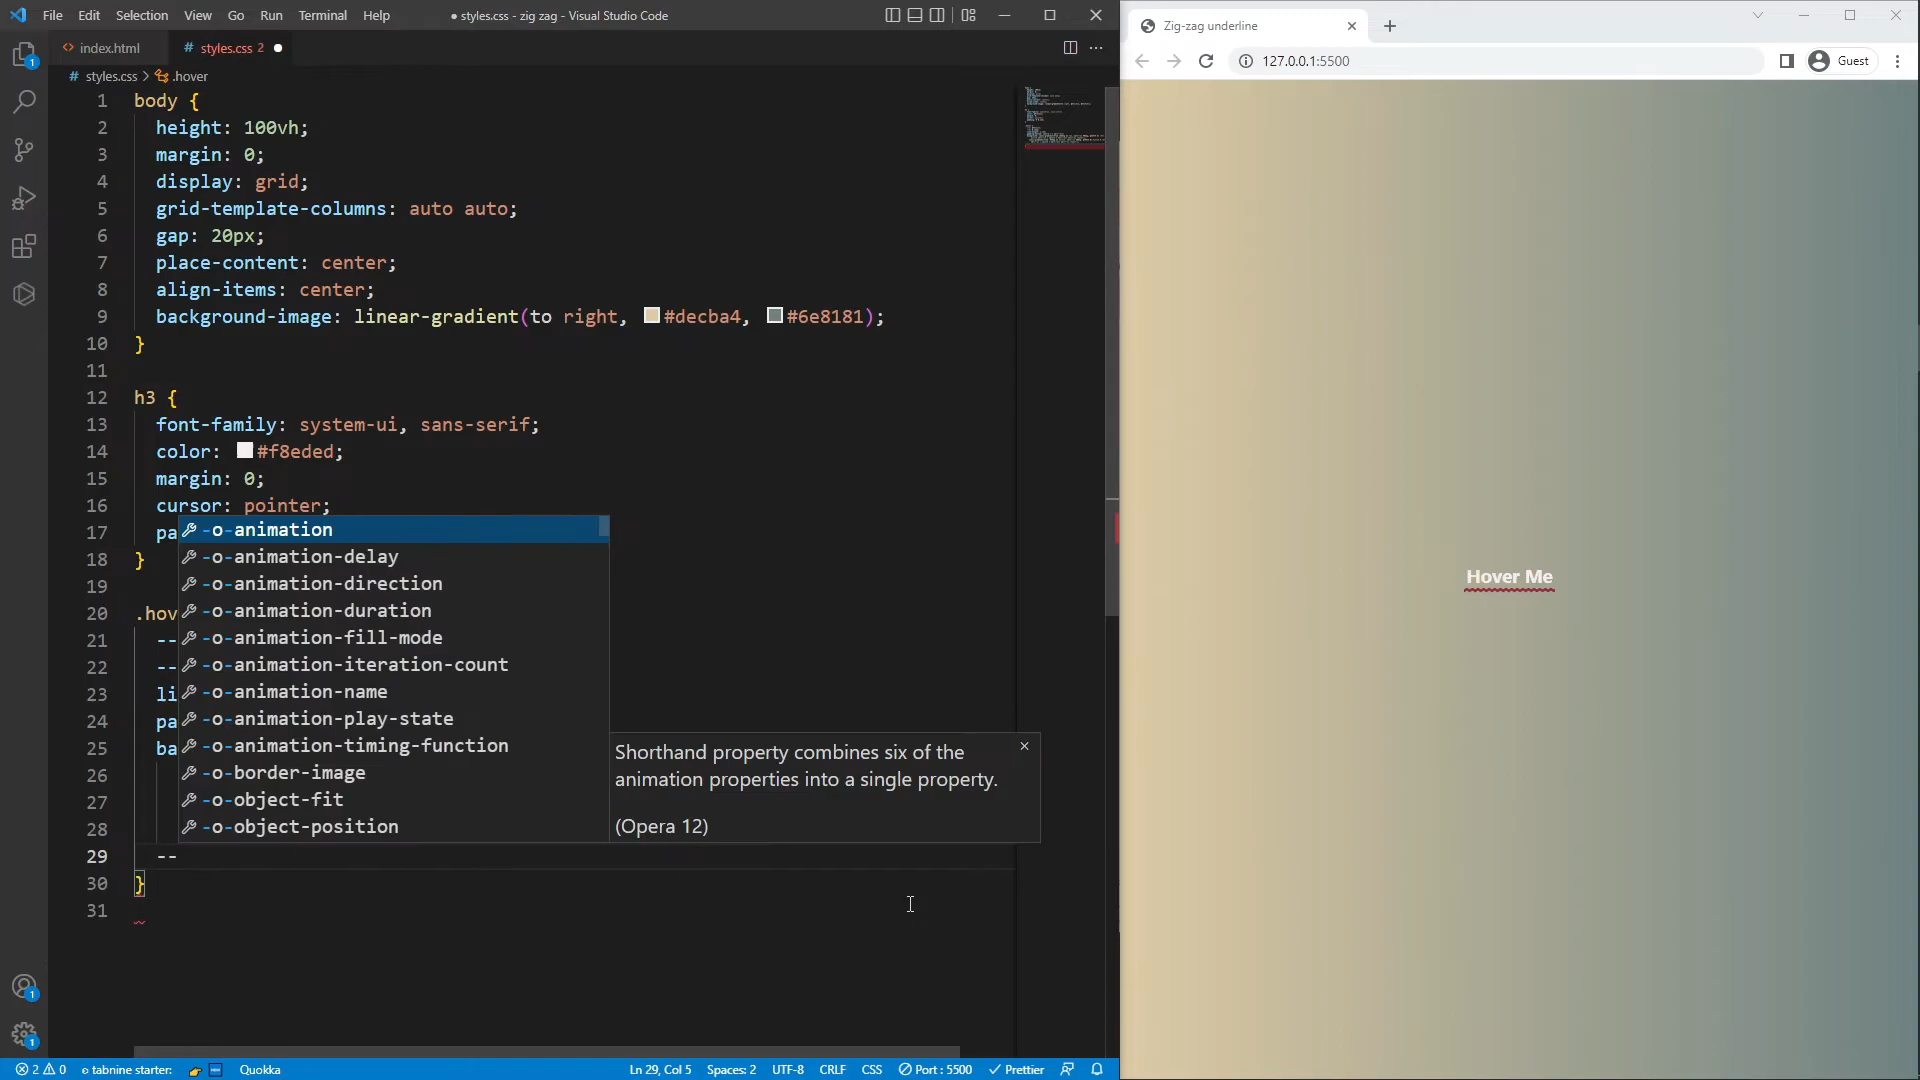 File Edit Selection View Go Run Terminal Help
● styles.css - zig zag - Visual Studio Code
index.html
# styles.css 2 ●
# styles.css > .hover
1 body {
2 height: 100vh;
3 margin: 0;
4 display: grid;
5 grid-template-columns: auto auto;
6 gap: 20px;
7 place-content: center;
8 align-items: center;
9 background-image: linear-gradient(to right, #decba4, #6e8181);
10 }
11
12 h3 {
13 font-family: system-ui, sans-serif;
14 color: #f8eded;
15 margin: 0;
16 cursor: pointer;
17 pa
18 }
19
20 .hov
21 --
22 --
23 li
24 pa
25 ba
26
27
28
29 --
30 }
31
-o-animation
-o-animation-delay
-o-animation-direction
-o-animation-duration
-o-animation-fill-mode
-o-animation-iteration-count
-o-animation-name
-o-animation-play-state
-o-animation-timing-function
-o-border-image
-o-object-fit
-o-object-position
Shorthand property combines six of the
animation properties into a single property.
(Opera 12)
1
1
1
2 0 tabnine starter: Quokka
Ln 29, Col 5 Spaces: 2 UTF-8 CRLF CSS Port : 5500 Prettier
Zig-zag underline
127.0.0.1:5500
Guest
Hover Me